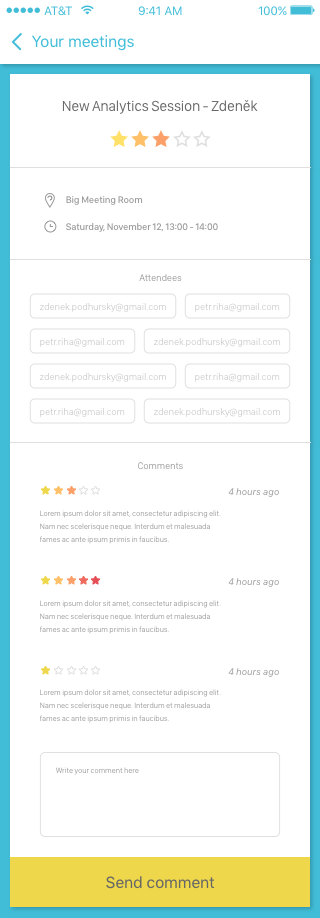 AT&T 9:41 AM 100%
Your meetings
New Analytics Session - Zdeněk
Big Meeting Room
Saturday, November 12, 13:00 - 14:00
Attendees
zdenek.podhursky@gmail.com petr.riha@gmail.com
petr.riha@gmail.com zdenek.podhursky@gmail.com
zdenek.podhursky@gmail.com petr.riha@gmail.com
petr.riha@gmail.com zdenek.podhursky@gmail.com
Comments
4 hours ago
Lorem ipsum dolor sit amet, consectetur adipiscing elit.
Nam nec scelerisque neque. Interdum et malesuada
fames ac ante ipsum primis in faucibus.
4 hours ago
Lorem ipsum dolor sit amet, consectetur adipiscing elit.
Nam nec scelerisque neque. Interdum et malesuada
fames ac ante ipsum primis in faucibus.
4 hours ago
Lorem ipsum dolor sit amet, consectetur adipiscing elit.
Nam nec scelerisque neque. Interdum et malesuada
fames ac ante ipsum primis in faucibus.
Write your comment here
Send comment